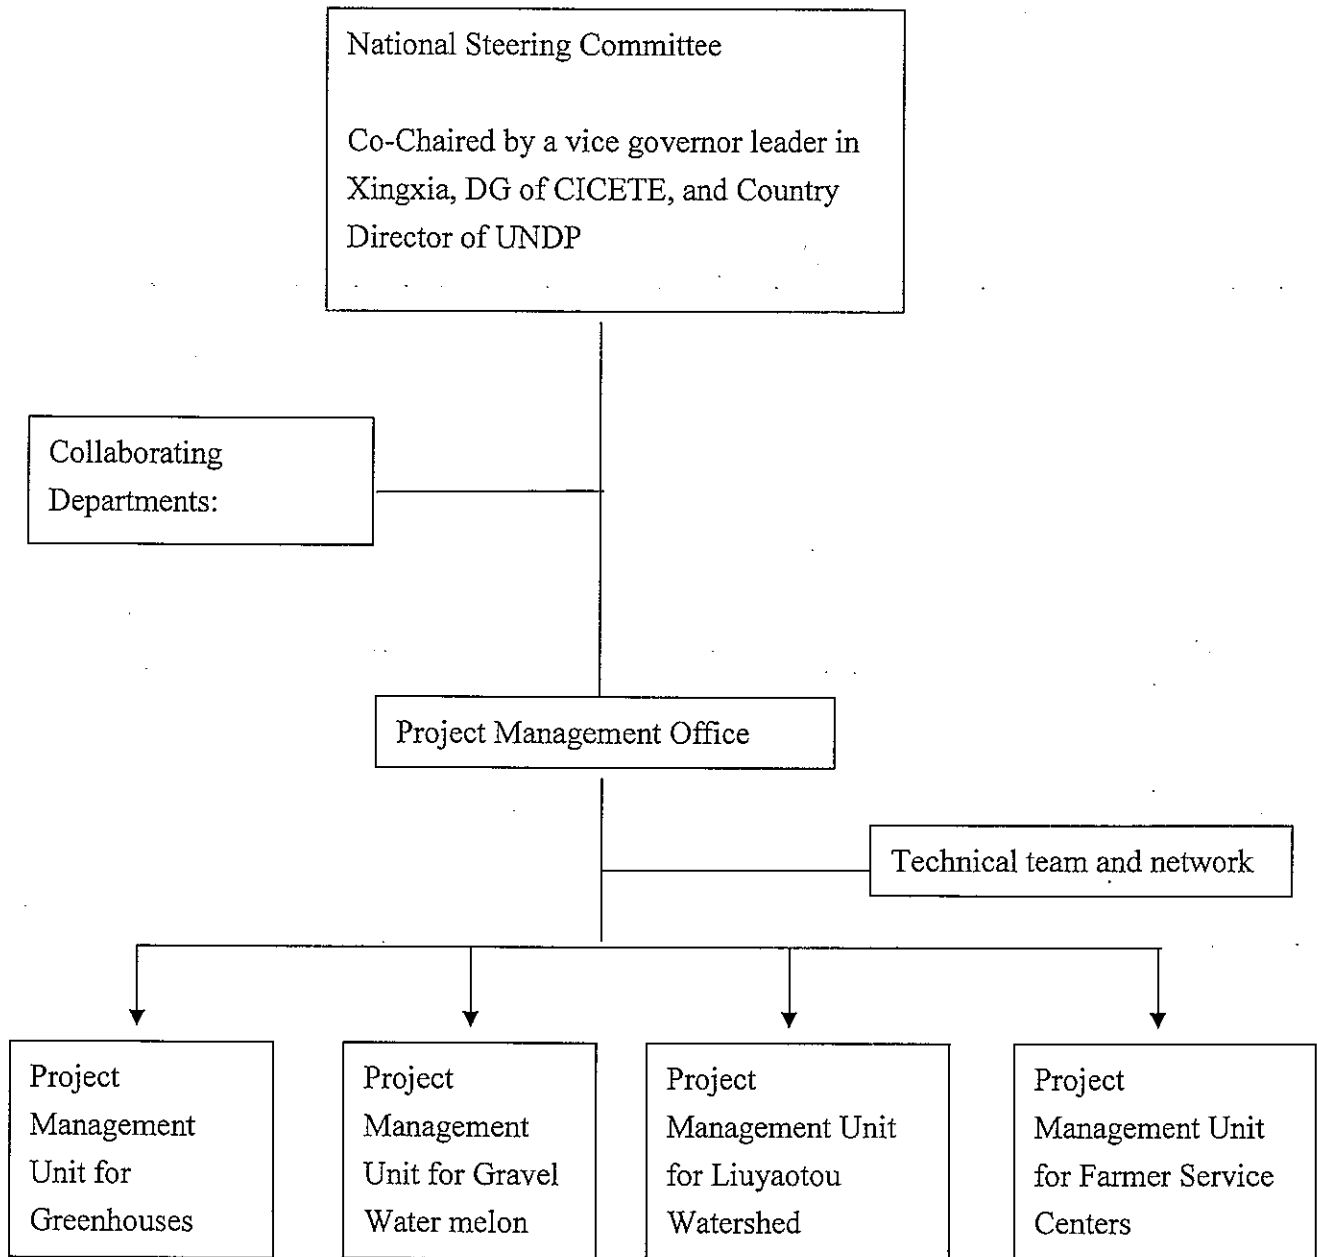 National Steering Committee
Co-Chaired by a vice governor leader in
Xingxia, DG of CICETE, and Country
Director of UNDP
Collaborating
Departments:
Project Management Office
Technical team and network
Project
Management
Unit for
Greenhouses
Project
Management
Unit for Gravel
Water melon
Project
Management Unit
for Liuyaotou
Watershed
Project
Management Unit
for Farmer Service
Centers